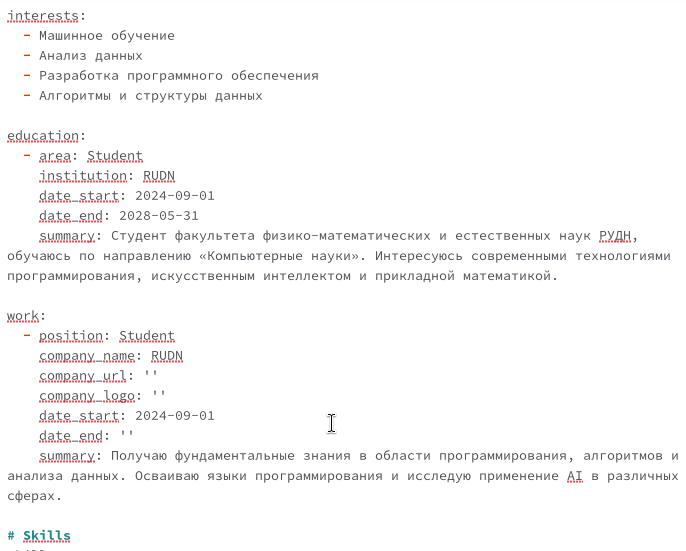 interests:
- Машинное обучение
- Анализ данных
- Разработка программного обеспечения
- Алгоритмы и структуры данных
education:
- area: Student
institution: RUDN
date_start: 2024-09-01
date_end: 2028-05-31
summary: Студент факультета физико-математических и естественных наук РУДН,
обучаюсь по направлению «Компьютерные науки». Интересуюсь современными технологиями
программирования, искусственным интеллектом и прикладной математикой.
work:
- position: Student
company_name: RUDN
company_url: ''
company_logo: ''
date_start: 2024-09-01
date_end: ''
summary: Получаю фундаментальные знания в области программирования, алгоритмов и
анализа данных. Осваиваю языки программирования и исследую применение AI в различных
сферах.
# Skills